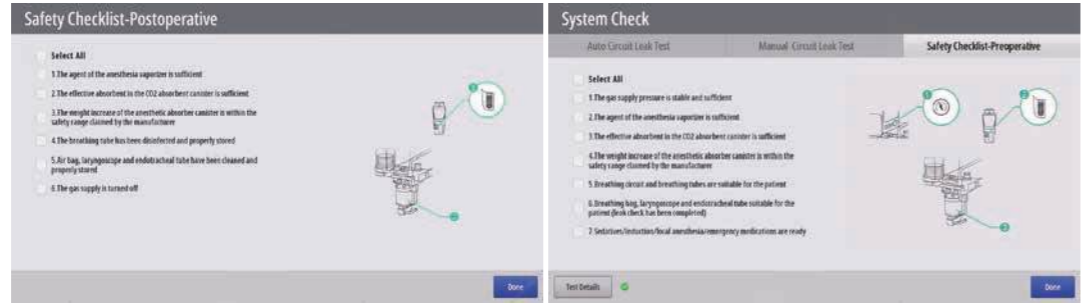 Safety Checklist-Postoperative
Select All
1.The agent of the anesthesia vaporizer is sufficient
2.The effective absorbent in the CO2 absorbent canister is sufficient
3.The weight increase of the anesthetic absorber canister is within the
safety range claimed by the manufacturer
4.The breathing tube has been disinfected and properly stored
5.Air bag, laryngoscope and endotracheal tube have been cleaned and
properly stored
6.The gas supply is turned off
Done
System Check
Auto Circuit Leak Test
Manual Circuit Leak Test
Safety Checklist-Preoperative
Select All
1.The gas supply pressure is stable and sufficient
2.The agent of the anesthesia vaporizer is sufficient
3.The effective absorbent in the CO2 absorbent canister is sufficient
4.The weight increase of the anesthetic absorber canister is within the
safety range claimed by the manufacturer
5.Breathing circuit and breathing tubes are suitable for the patient
6.Breathing bag, laryngoscope and endotracheal tube suitable for the
patient (leak check has been completed)
7.Sedatives/induction/local anesthesia/emergency medications are ready
Test Details
Done